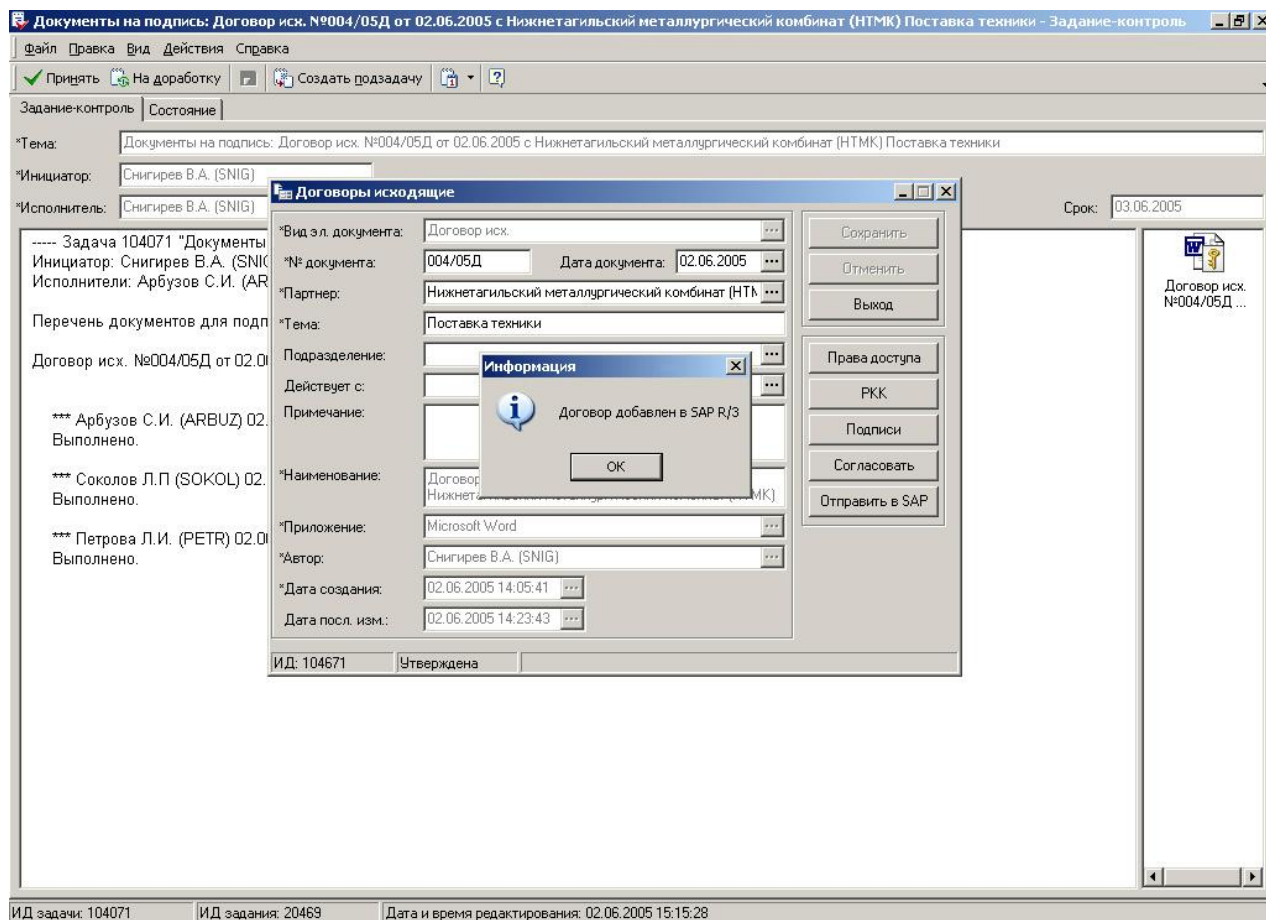 Документы на подпись: Договор исх. №004/05Д от 02.06.2005 с Нижнетагильский металлургический комбинат (НТМК) Поставка техники - Задание-контроль
Файл Правка Вид Действия Справка
Принять На доработку Создать подзадачу
Задание-контроль Состояние
*Тема: Документы на подпись: Договор исх. №004/05Д от 02.06.2005 с Нижнетагильский металлургический комбинат (НТМК) Поставка техники
*Инициатор: Снигирев В.А. (SNIG)
*Исполнитель: Снигирев В.А. (SNIG) Срок: 03.06.2005
----- Задача 104071 "Документы
Инициатор: Снигирев В.А. (SNIG
Исполнители: Арбузов С.И. (AR
Перечень документов для подп
Договор исх. №004/05Д от 02.0
*** Арбузов С.И. (ARBUZ) 02.
Выполнено.
*** Соколов Л.П (SOKOL) 02.
Выполнено.
*** Петрова Л.И. (PETR) 02.0
Выполнено.
Договоры исходящие
*Вид эл. документа: Договор исх. ...
*№ документа: 004/05Д Дата документа: 02.06.2005 ...
*Партнер: Нижнетагильский металлургический комбинат (НТМ ...
*Тема: Поставка техники
Подразделение: ...
Действует с: ...
Примечание:
*Наименование: Договор
МК)
*Приложение: Microsoft Word ...
*Автор: Снигирев В.А. (SNIG) ...
*Дата создания: 02.06.2005 14:05:41 ...
Дата посл. изм.: 02.06.2005 14:23:43 ...
ИД: 104671 Утверждена
Сохранить
Отменить
Выход
Права доступа
РКК
Подписи
Согласовать
Отправить в SAP
Информация
Договор добавлен в SAP R/3
OK
Договор исх.
№004/05Д ...
ИД задачи: 104071 ИД задания: 20469 Дата и время редактирования: 02.06.2005 15:15:28